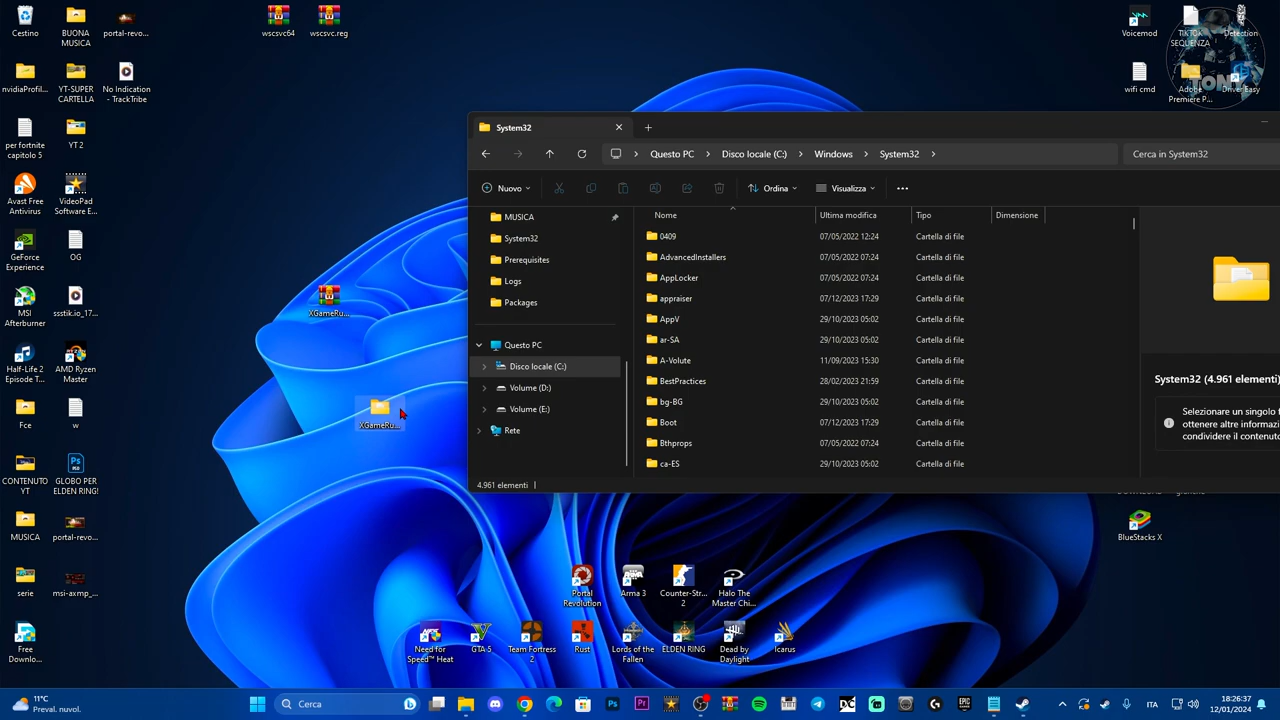 Cestino
BUONA
MUSICA
portal-revo...
wscsvc64
wscsvc.reg
Voicemod
TIKTOK
SEQUENZA
Detection
nvidiaProfil...
YT-SUPER
CARTELLA
No Indication
- TrackTribe
wifi cmd
Adobe
Premiere P...
Driver Easy
per fortnite
capitolo 5
YT 2
Avast Free
Antivirus
VideoPad
Software E...
GeForce
Experience
OG
MSI
Afterburner
ssstik.io_17...
Half-Life 2
Episode T...
AMD Ryzen
Master
Fce
w
CONTENUTO
YT
GLOBO PER
ELDEN RING!
MUSICA
portal-revo...
serie
msi-axmp_...
Free
Downlo...
XGameRu...
XGameRu...
System32
Questo PC
Disco locale (C:)
Windows
System32
Cerca in System32
Nuovo
Ordina
Visualizza
MUSICA
System32
Prerequisites
Logs
Packages
Questo PC
Disco locale (C:)
Volume (D:)
Volume (E:)
Rete
Nome Ultima modifica Tipo Dimensione
0409 07/05/2022 12:24 Cartella di file
AdvancedInstallers 07/05/2022 07:24 Cartella di file
AppLocker 07/05/2022 07:24 Cartella di file
appraiser 07/12/2023 17:29 Cartella di file
AppV 29/10/2023 05:02 Cartella di file
ar-SA 29/10/2023 05:02 Cartella di file
A-Volute 11/09/2023 15:30 Cartella di file
BestPractices 28/02/2023 21:59 Cartella di file
bg-BG 29/10/2023 05:02 Cartella di file
Boot 07/12/2023 17:29 Cartella di file
Bthprops 07/05/2022 07:24 Cartella di file
ca-ES 29/10/2023 05:02 Cartella di file
System32 (4.961 elementi)
Selezionare un singolo f
ottenere altre informazi
condividere il contenuto
4.961 elementi
BlueStacks X
Portal
Revolution
Arma 3
Counter-Str...
2
Halo The
Master Chi...
Need for
Speed™ Heat
GTA 5
Team Fortress
2
Rust
Lords of the
Fallen
ELDEN RING
Dead by
Daylight
Icarus
11°C
Preval. nuvol.
Cerca
ITA
18:26:37
12/01/2024